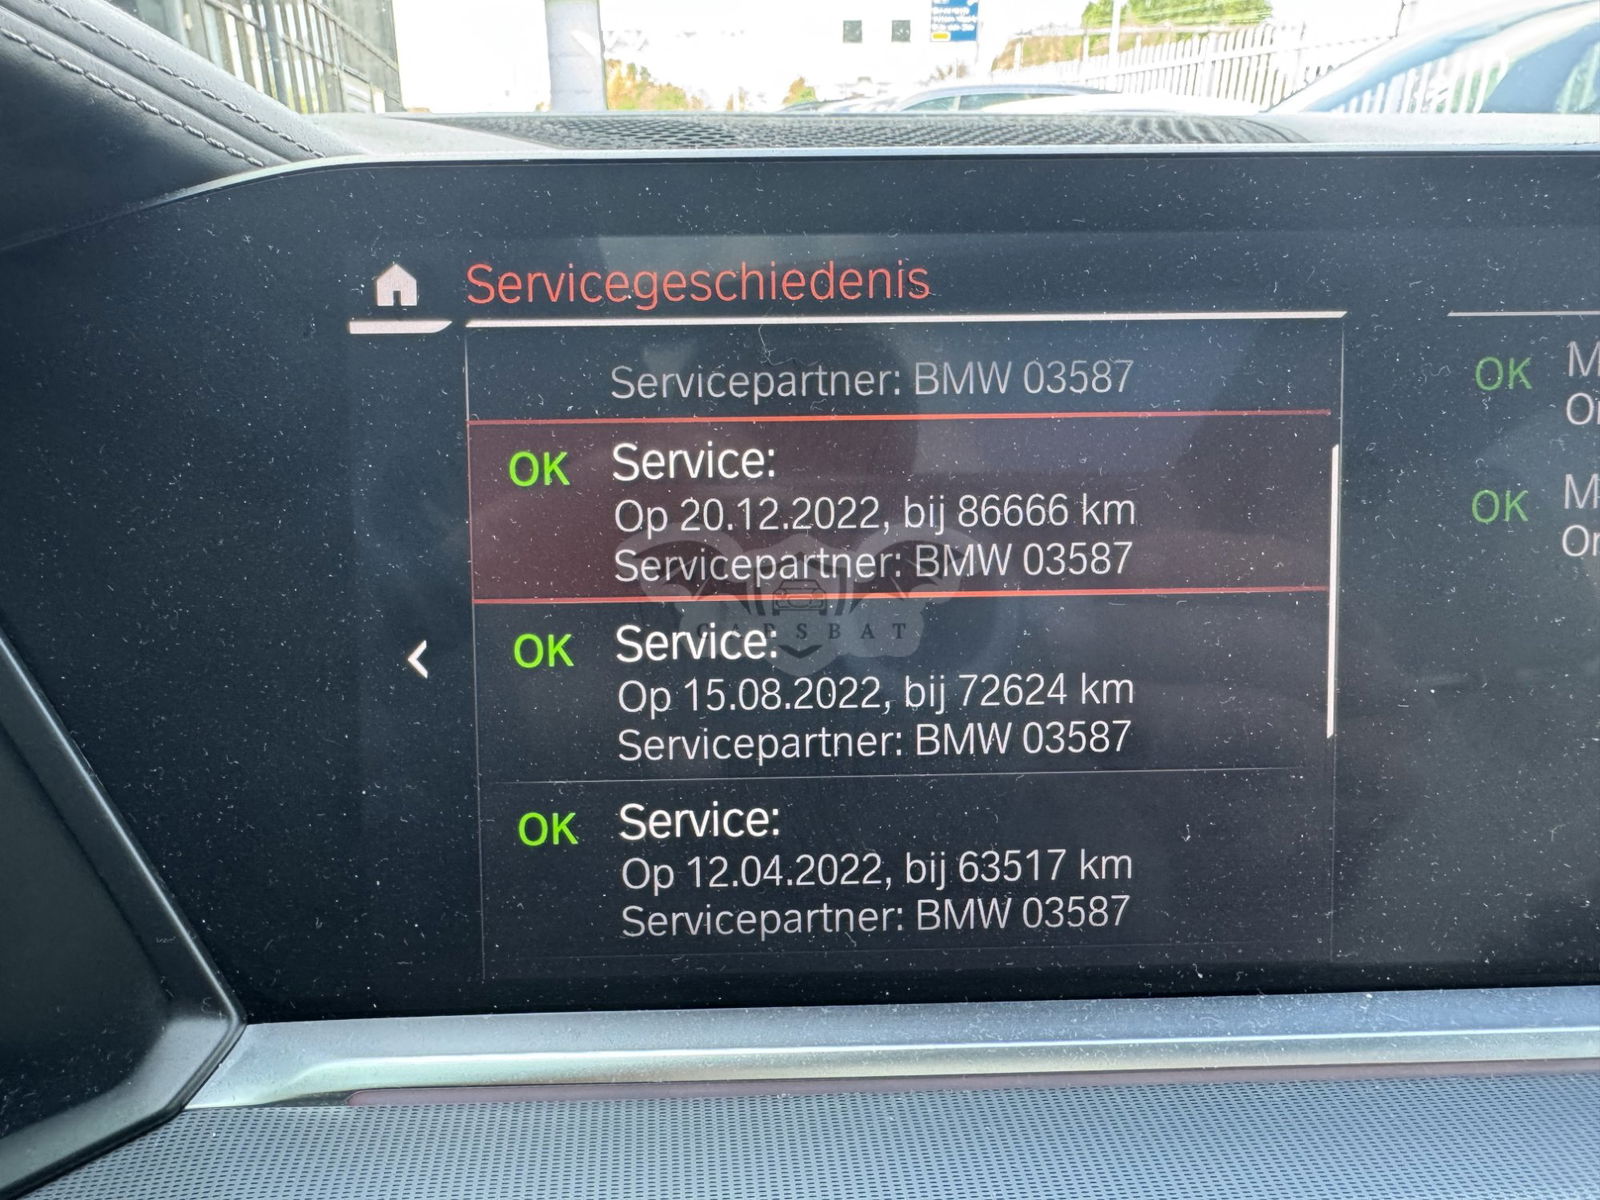 Servicegeschiedenis
Servicepartner: BMW 03587
OK Service:
Op 20.12.2022, bij 86666 km
Servicepartner: BMW 03587
CARSBAT
OK Service:
Op 15.08.2022, bij 72624 km
Servicepartner: BMW 03587
OK Service:
Op 12.04.2022, bij 63517 km
Servicepartner: BMW 03587
OK
OK